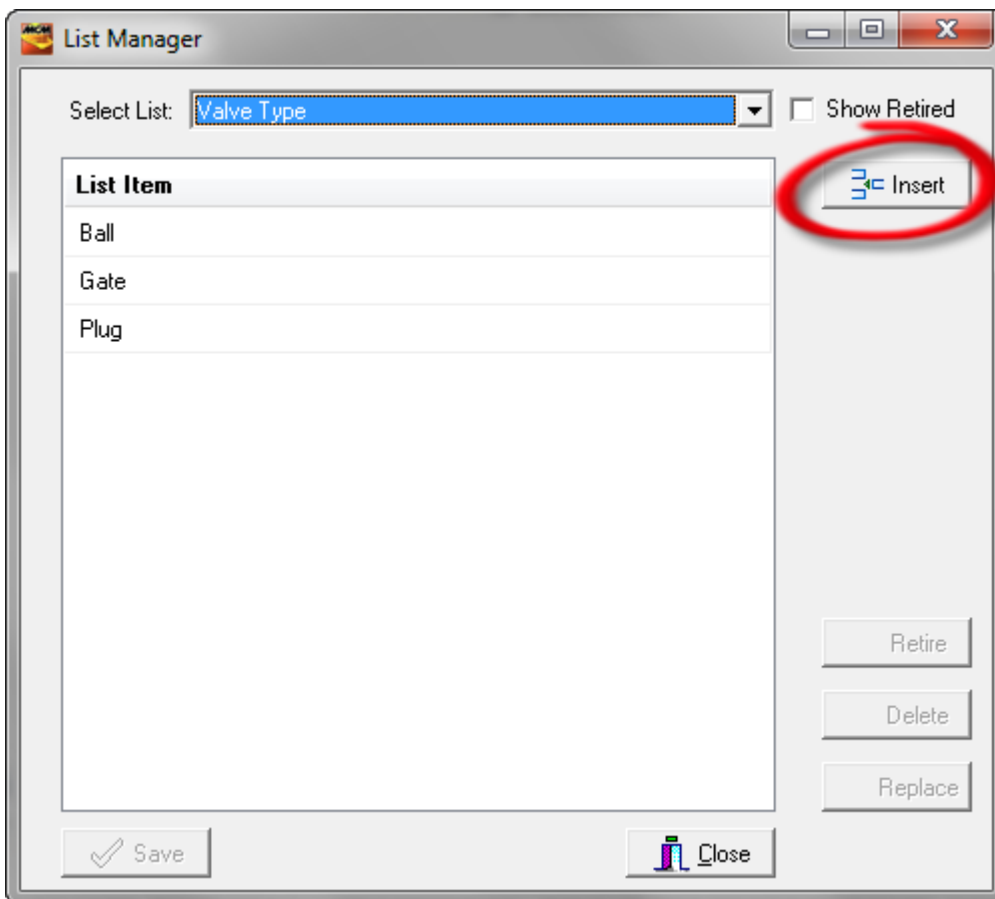 MCM List Manager
Select List: Valve Type Show Retired
List Item
Insert
Ball
Gate
Plug
Retire
Delete
Replace
Save Close